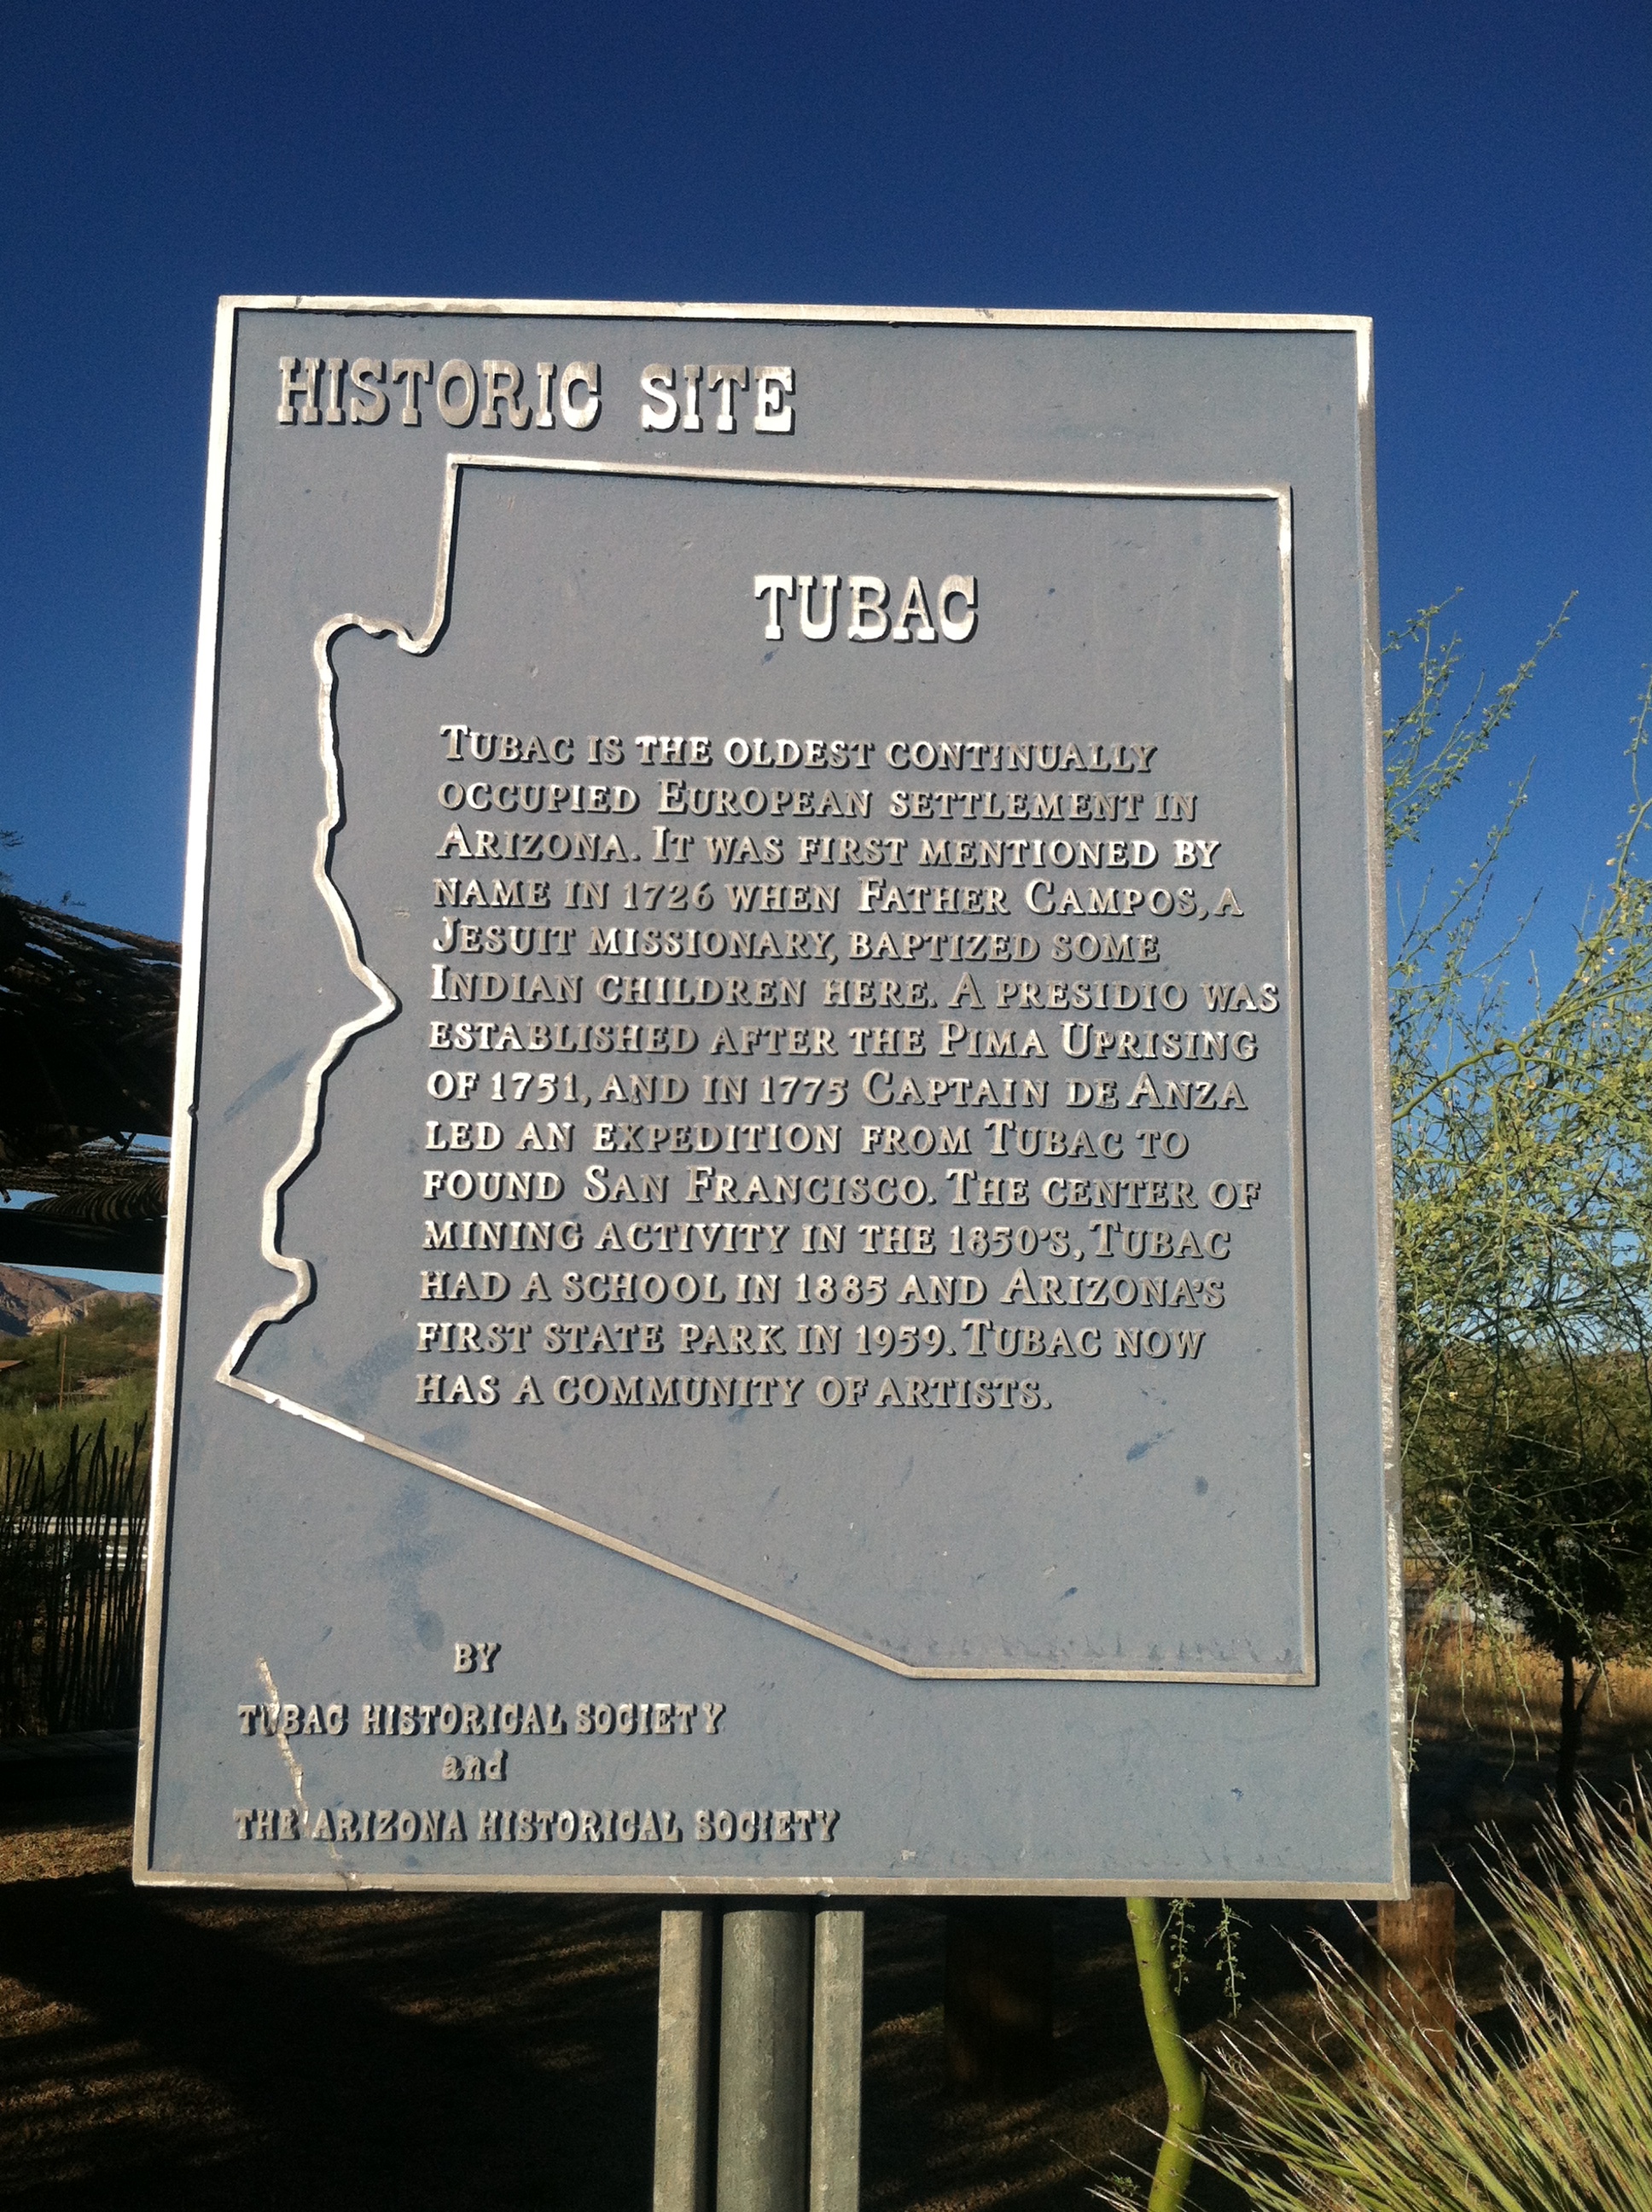 HISTORIC SITE
TUBAC
TUBAC IS THE OLDEST CONTINUALLY
OCCUPIED EUROPEAN SETTLEMENT IN
ARIZONA. IT WAS FIRST MENTIONED BY
NAME IN 1726 WHEN FATHER CAMPOS, A
JESUIT MISSIONARY, BAPTIZED SOME
INDIAN CHILDREN HERE. A PRESIDIO WAS
ESTABLISHED AFTER THE PIMA UPRISING
OF 1751, AND IN 1775 CAPTAIN DE ANZA
LED AN EXPEDITION FROM TUBAC TO
FOUND SAN FRANCISCO. THE CENTER OF
MINING ACTIVITY IN THE 1850'S, TUBAC
HAD A SCHOOL IN 1885 AND ARIZONA'S
FIRST STATE PARK IN 1959. TUBAC NOW
HAS A COMMUNITY OF ARTISTS.
BY
TUBAC HISTORICAL SOCIETY
and
THE ARIZONA HISTORICAL SOCIETY